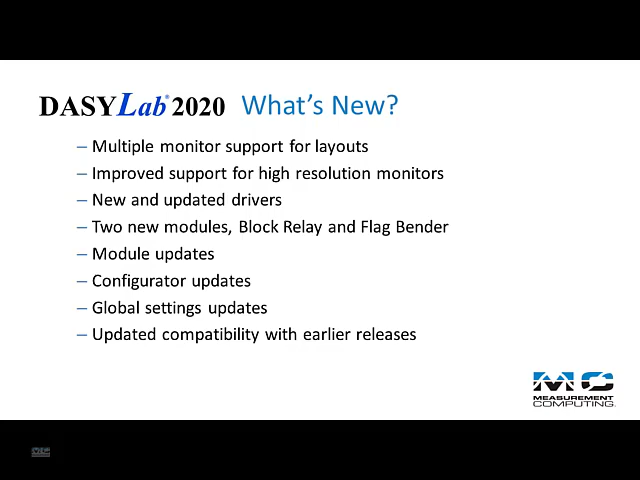 DASYLab® 2020 What's New?
– Multiple monitor support for layouts
– Improved support for high resolution monitors
– New and updated drivers
– Two new modules, Block Relay and Flag Bender
– Module updates
– Configurator updates
– Global settings updates
– Updated compatibility with earlier releases
MC
MEASUREMENT
COMPUTING